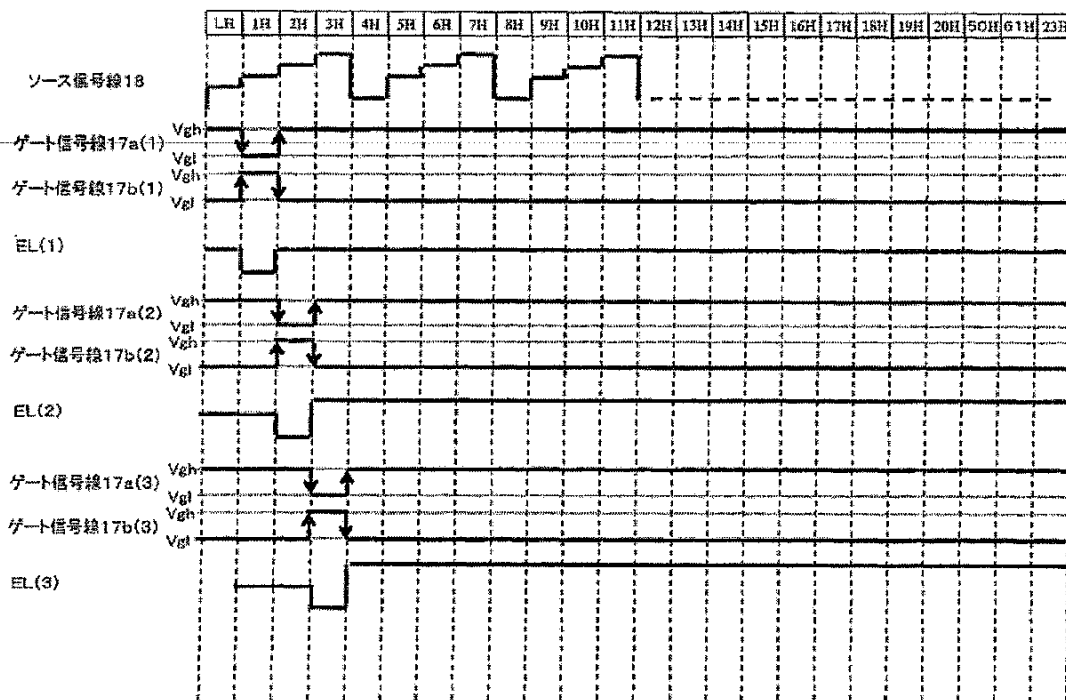 LH 1H 2H 3H 4H 5H 6H 7H 8H 9H 10H 11H 12H 13H 14H 15H 16H 17H 18H 19H 20H 50H 61H 23H
ソース信号線18
Vgh
ゲート信号線17a(1)
Vgl
Vgh
ゲート信号線17b(1)
Vgl
EL(1)
Vgh
ゲート信号線17a(2)
Vgl
Vgh
ゲート信号線17b(2)
Vgl
EL(2)
Vgh
ゲート信号線17a(3)
Vgl
Vgh
ゲート信号線17b(3)
Vgl
EL(3)